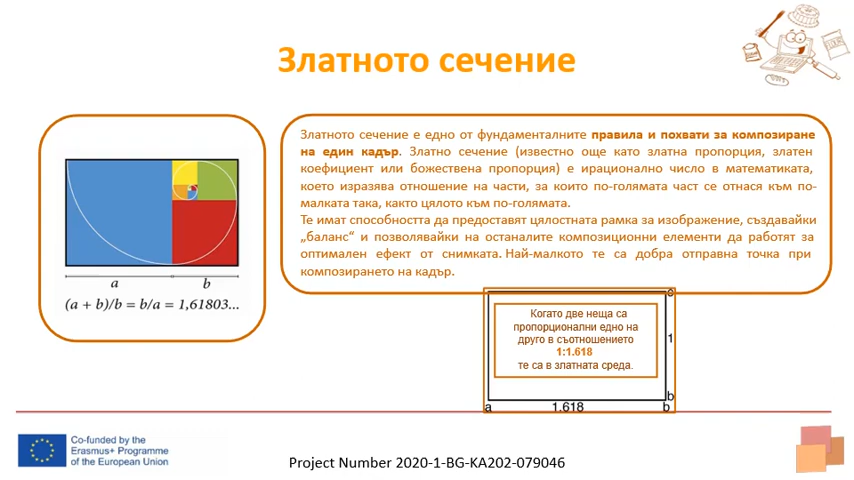 Златното сечение
Златното сечение е едно от фундаменталните правила и похвати за композиране
на един кадър. Златно сечение (известно още като златна пропорция, златен
коефициент или божествена пропорция) е ирационално число в математиката,
което изразява отношение на части, за които по-голямата част се отнася към по-
малката така, както цялото към по-голямата.
Те имат способността да предоставят цялостната рамка за изображение, създавайки
„баланс“ и позволявайки на останалите композиционни елементи да работят за
оптимален ефект от снимката. Най-малкото те са добра отправна точка при
композирането на кадър.
a b
(a + b)/b = b/a = 1,61803...
Когато две неща са
пропорционални едно на
друго в съотношението
1:1.618
те са в златната среда.
c
1
b
a 1.618 b
Co-funded by the
Erasmus+ Programme
of the European Union
Project Number 2020-1-BG-KA202-079046